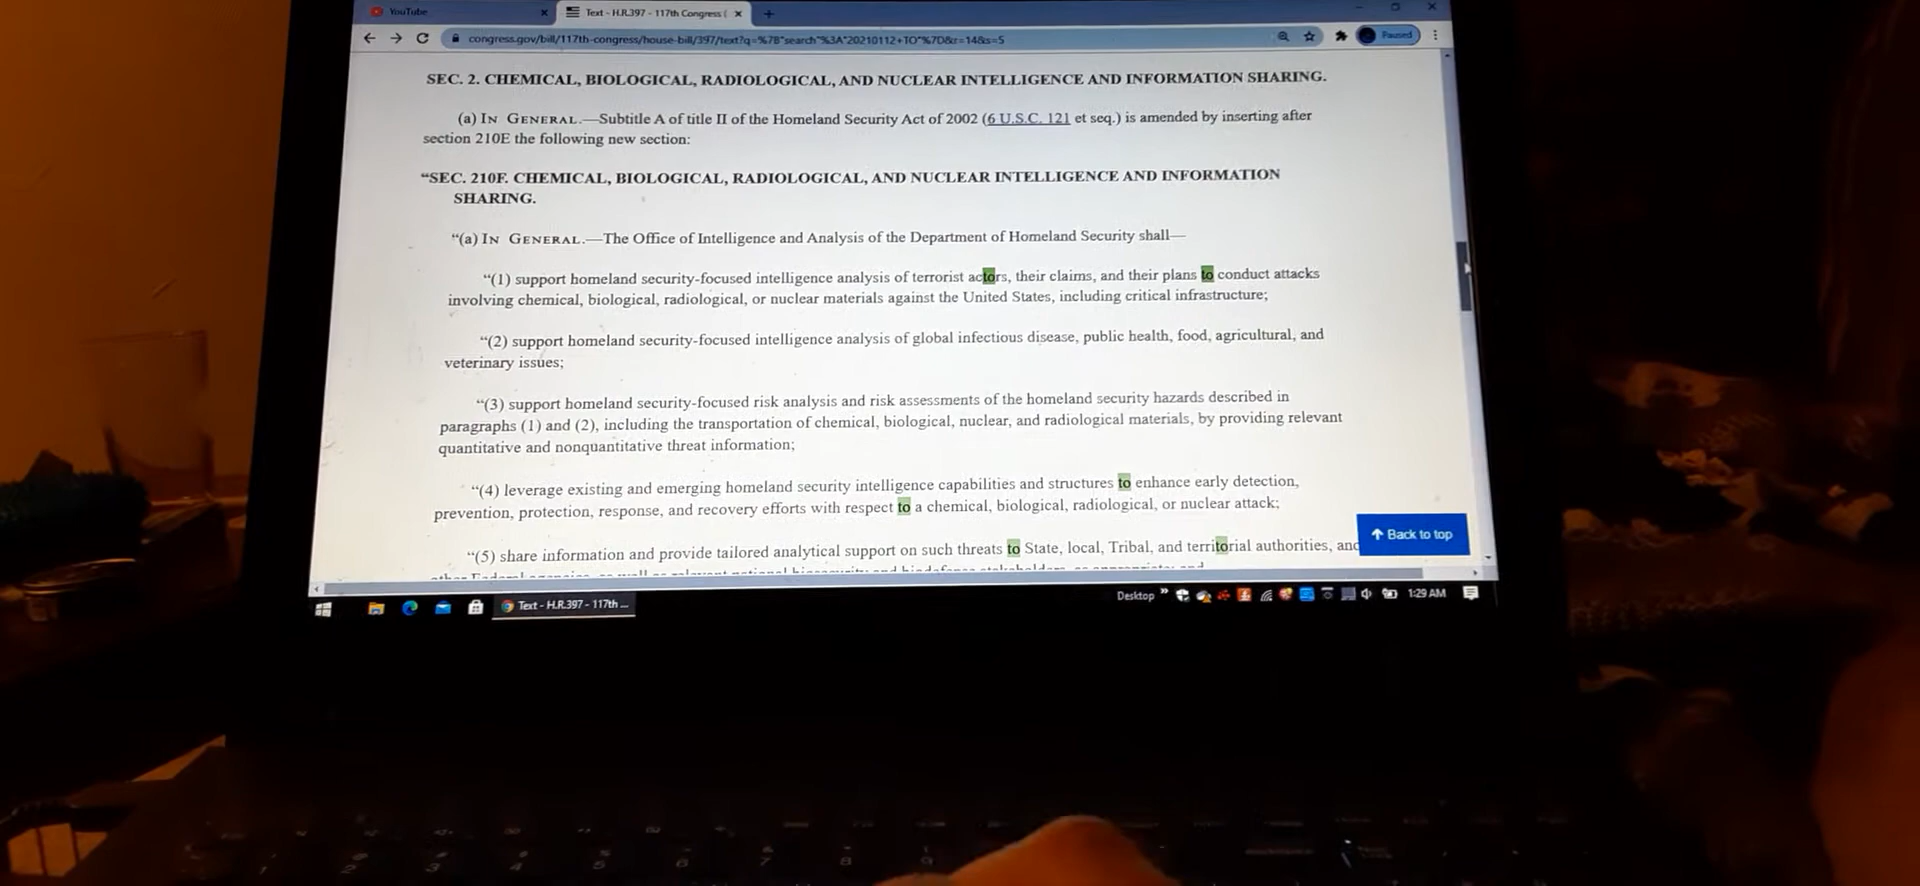 YouTube
Text - H.R.397 - 117th Congress (
congress.gov/bill/117th-congress/house-bill/397/text?q=%7B"search"%3A"20210112+TO"%7D&r=14&s=5
Paused
SEC. 2. CHEMICAL, BIOLOGICAL, RADIOLOGICAL, AND NUCLEAR INTELLIGENCE AND INFORMATION SHARING.
(a) IN GENERAL.—Subtitle A of title II of the Homeland Security Act of 2002 (6 U.S.C. 121 et seq.) is amended by inserting after
section 210E the following new section:
“SEC. 210F. CHEMICAL, BIOLOGICAL, RADIOLOGICAL, AND NUCLEAR INTELLIGENCE AND INFORMATION
SHARING.
“(a) IN GENERAL.—The Office of Intelligence and Analysis of the Department of Homeland Security shall—
“(1) support homeland security-focused intelligence analysis of terrorist actors, their claims, and their plans to conduct attacks
involving chemical, biological, radiological, or nuclear materials against the United States, including critical infrastructure;
“(2) support homeland security-focused intelligence analysis of global infectious disease, public health, food, agricultural, and
veterinary issues;
“(3) support homeland security-focused risk analysis and risk assessments of the homeland security hazards described in
paragraphs (1) and (2), including the transportation of chemical, biological, nuclear, and radiological materials, by providing relevant
quantitative and nonquantitative threat information;
“(4) leverage existing and emerging homeland security intelligence capabilities and structures to enhance early detection,
prevention, protection, response, and recovery efforts with respect to a chemical, biological, radiological, or nuclear attack;
“(5) share information and provide tailored analytical support on such threats to State, local, Tribal, and territorial authorities, and
Back to top
Text - H.R.397 - 117th ...
Desktop
1:29 AM
1 2 3 4 5 6 7 8 9